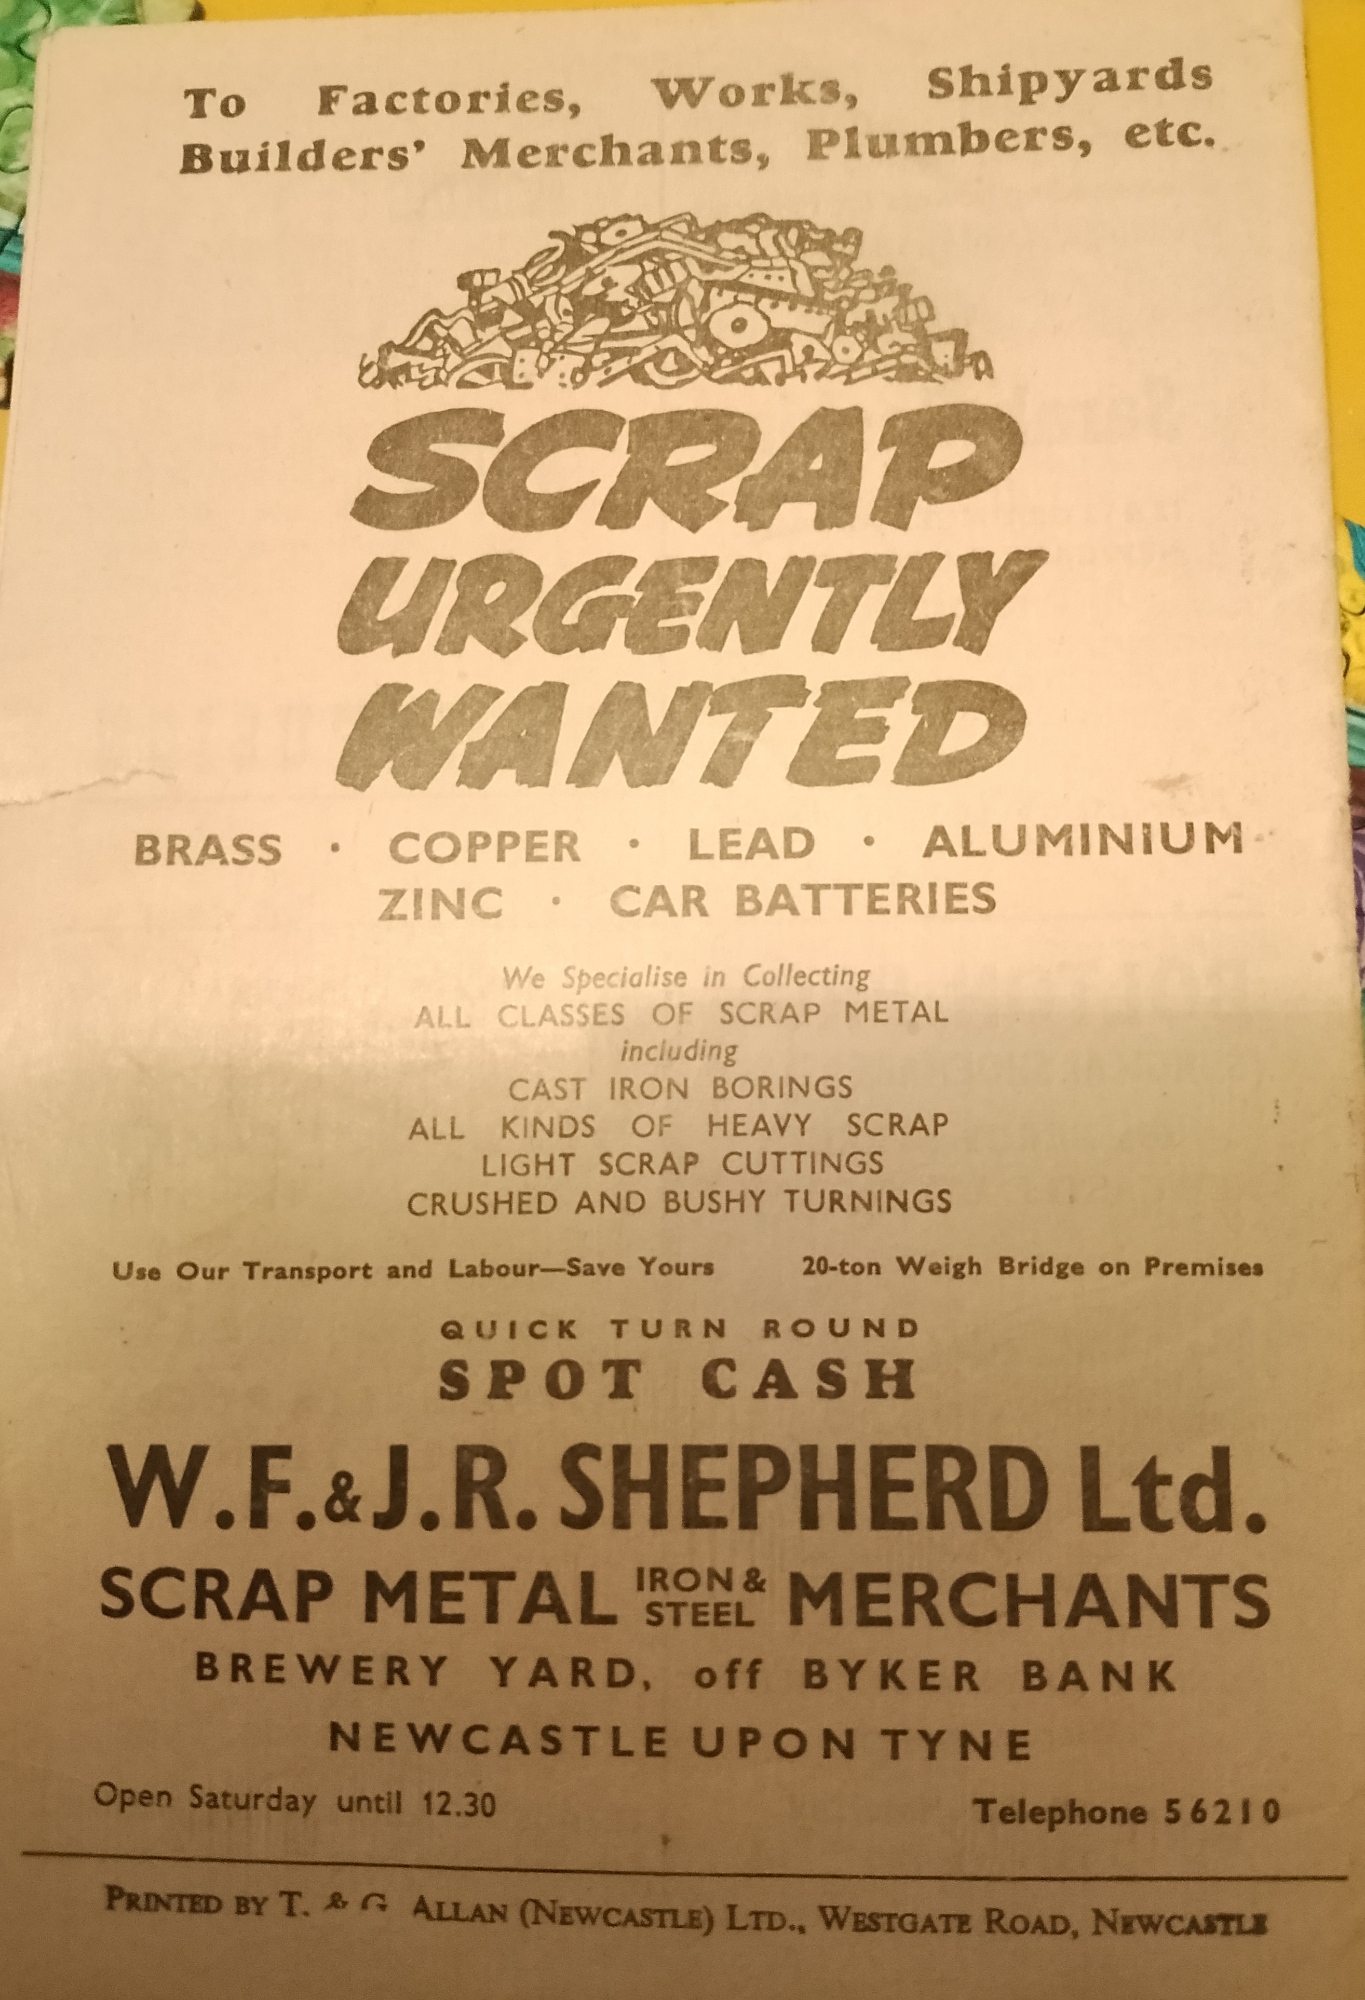 To Factories, Works, Shipyards
Builders' Merchants, Plumbers, etc.
SCRAP
URGENTLY
WANTED
BRASS · COPPER · LEAD · ALUMINIUM
ZINC · CAR BATTERIES
We Specialise in Collecting
ALL CLASSES OF SCRAP METAL
including
CAST IRON BORINGS
ALL KINDS OF HEAVY SCRAP
LIGHT SCRAP CUTTINGS
CRUSHED AND BUSHY TURNINGS
Use Our Transport and Labour—Save Yours 20-ton Weigh Bridge on Premises
QUICK TURN ROUND
SPOT CASH
W.F. & J.R. SHEPHERD Ltd.
SCRAP METAL IRON & STEEL MERCHANTS
BREWERY YARD, off BYKER BANK
NEWCASTLE UPON TYNE
Open Saturday until 12.30 Telephone 56210
PRINTED BY T. & G ALLAN (NEWCASTLE) LTD., WESTGATE ROAD, NEWCASTLE